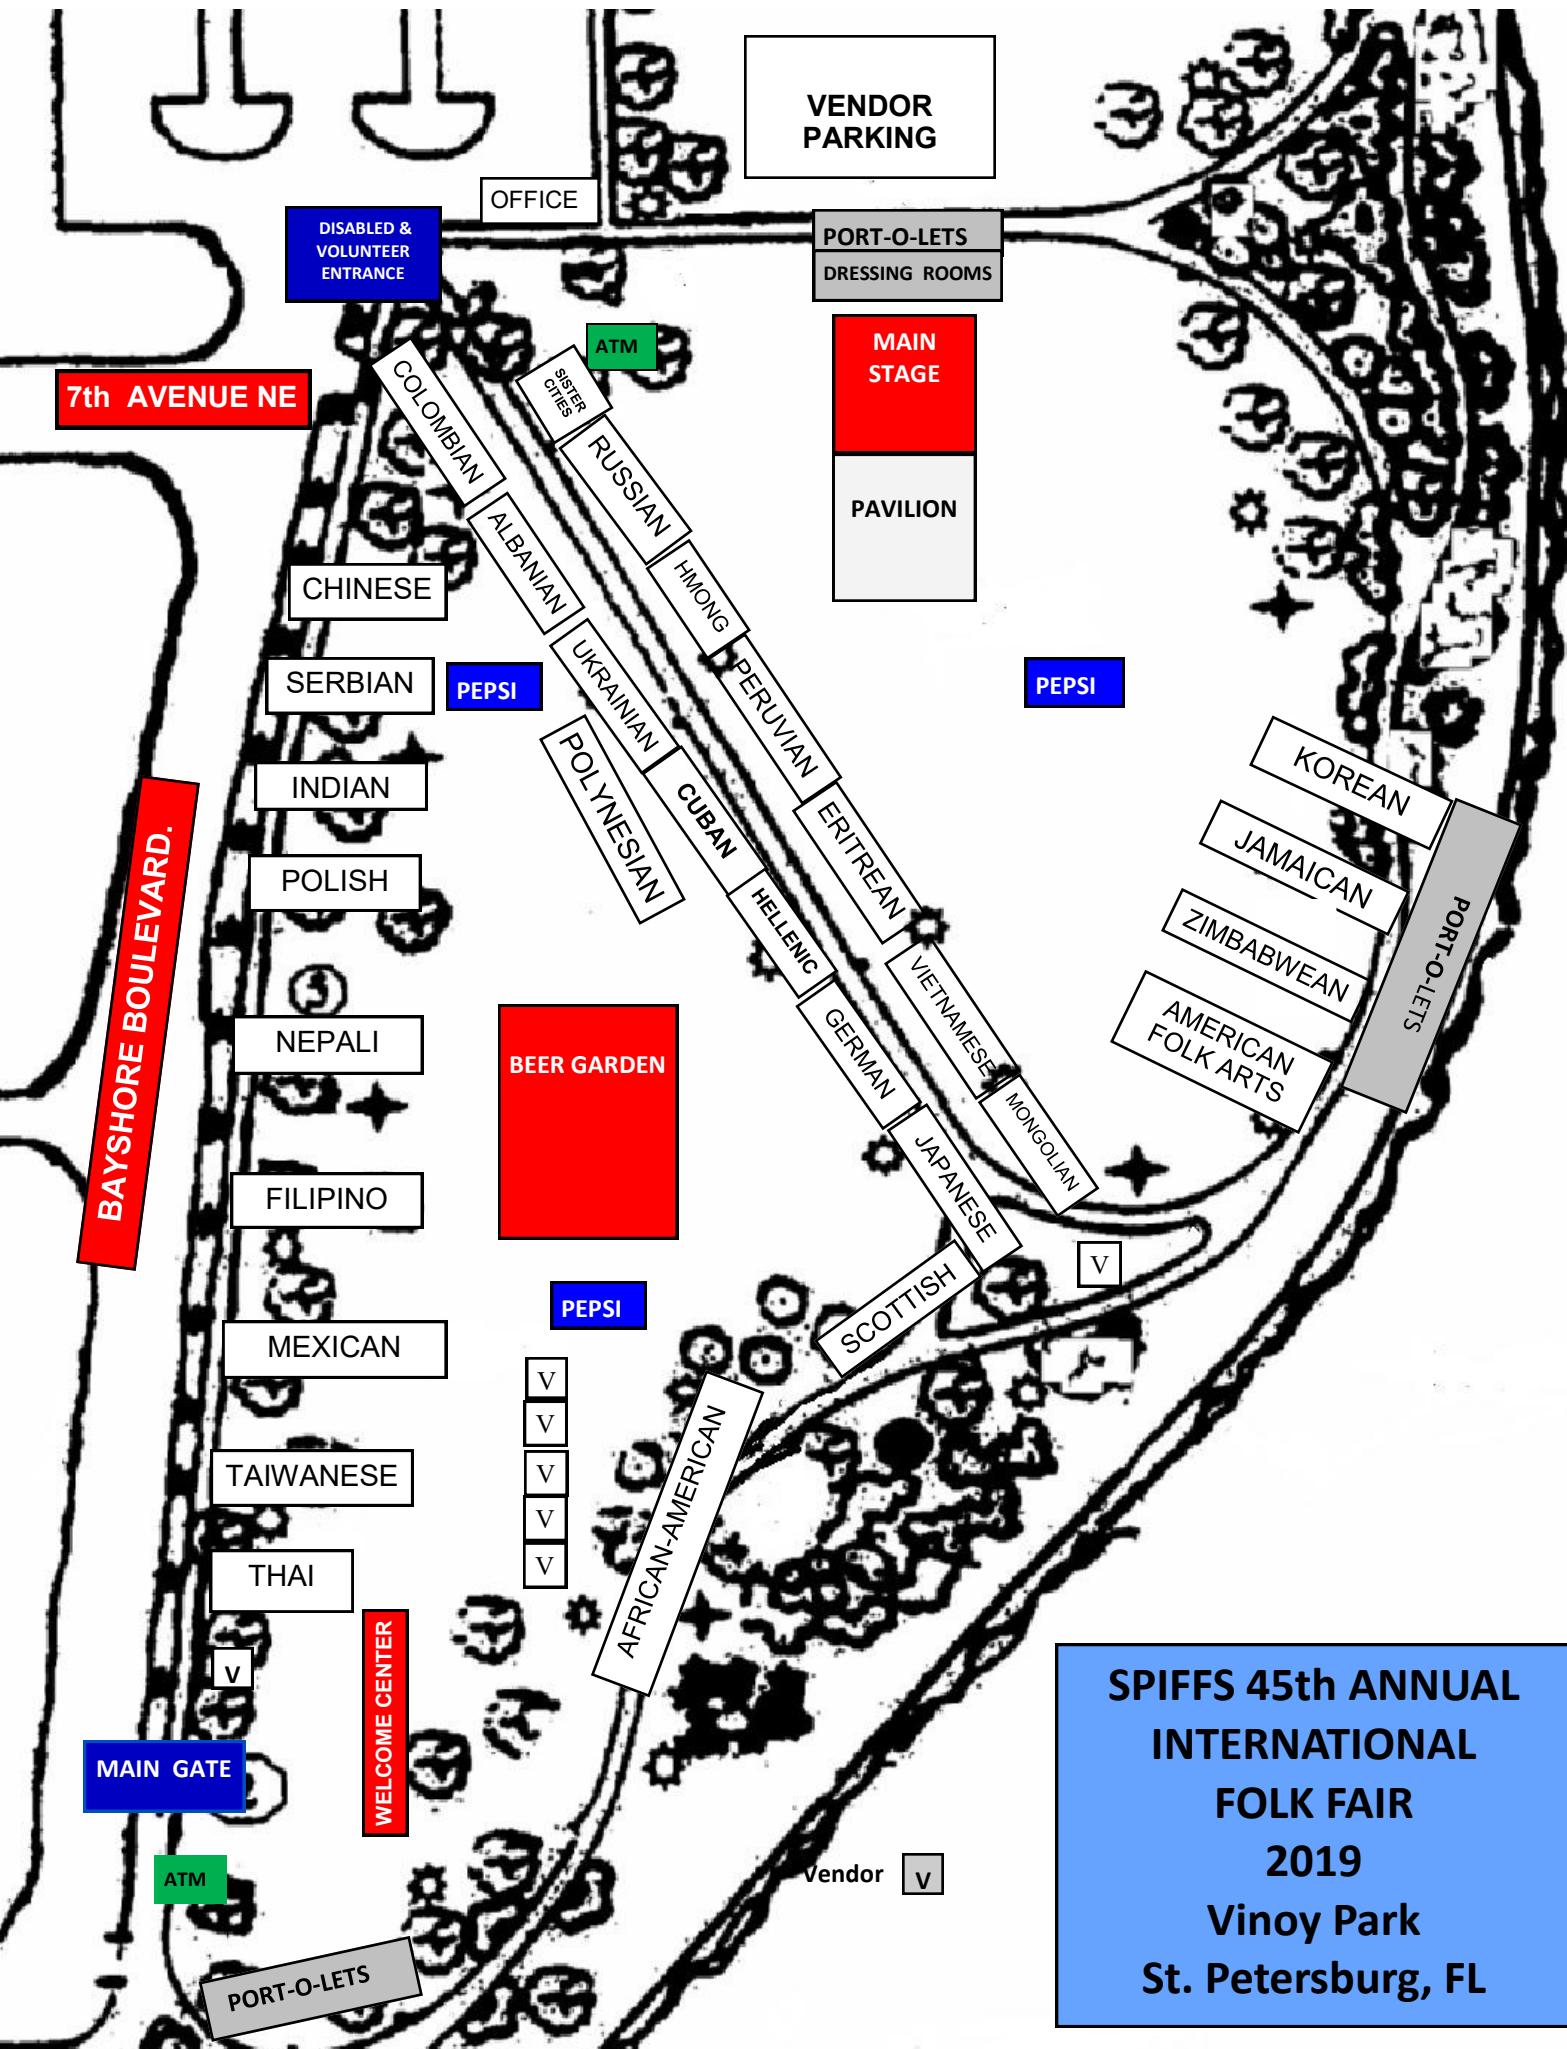 VENDOR
PARKING
OFFICE
DISABLED &
VOLUNTEER
ENTRANCE
PORT-O-LETS
DRESSING ROOMS
ATM
MAIN
STAGE
7th AVENUE NE
SISTER
CITIES
COLOMBIAN
RUSSIAN
PAVILION
ALBANIAN
HMONG
CHINESE
UKRAINIAN
PERUVIAN
SERBIAN
PEPSI
PEPSI
POLYNESIAN
KOREAN
INDIAN
CUBAN
ERITREAN
JAMAICAN
POLISH
HELLENIC
ZIMBABWEAN
PORT-O-LETS
BAYSHORE BOULEVARD.
VIETNAMESE
AMERICAN
FOLK ARTS
NEPALI
GERMAN
BEER GARDEN
MONGOLIAN
JAPANESE
FILIPINO
V
SCOTTISH
PEPSI
MEXICAN
V
V
V
V
V
AFRICAN-AMERICAN
TAIWANESE
THAI
V
WELCOME CENTER
MAIN GATE
ATM
PORT-O-LETS
Vendor V
SPIFFS 45th ANNUAL
INTERNATIONAL
FOLK FAIR
2019
Vinoy Park
St. Petersburg, FL